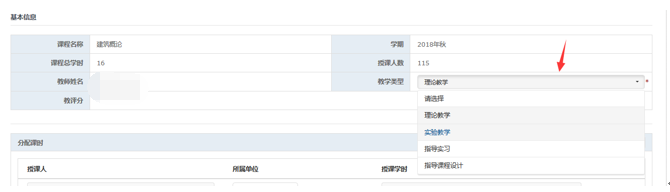 基本信息
课程名称 建筑概论 学期 2018年秋
课程总学时 16 授课人数 115
教师姓名 教学类型 理论教学 *
教评分 请选择
理论教学
实验教学
分配课时 指导实习
指导课程设计
授课人 所属单位 授课学时